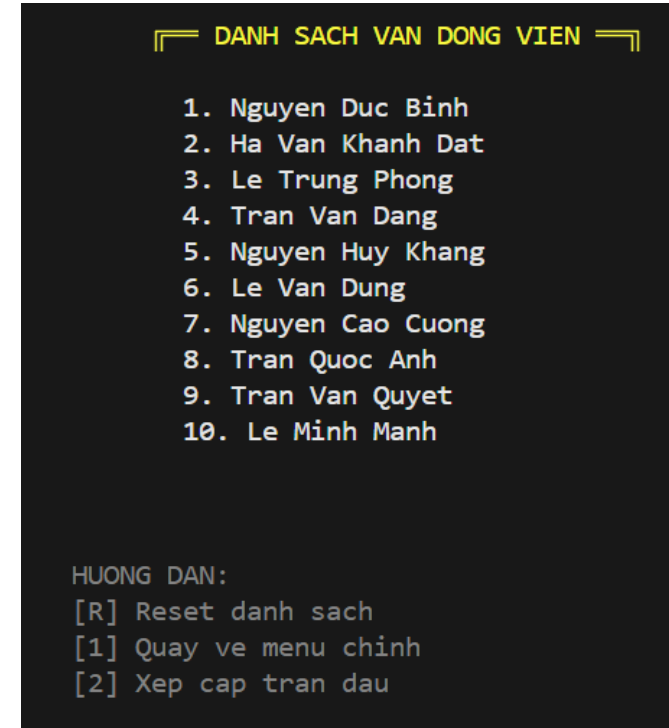 ╔══ DANH SACH VAN DONG VIEN ══╗
1. Nguyen Duc Binh
2. Ha Van Khanh Dat
3. Le Trung Phong
4. Tran Van Dang
5. Nguyen Huy Khang
6. Le Van Dung
7. Nguyen Cao Cuong
8. Tran Quoc Anh
9. Tran Van Quyet
10. Le Minh Manh
HUONG DAN:
[R] Reset danh sach
[1] Quay ve menu chinh
[2] Xep cap tran dau